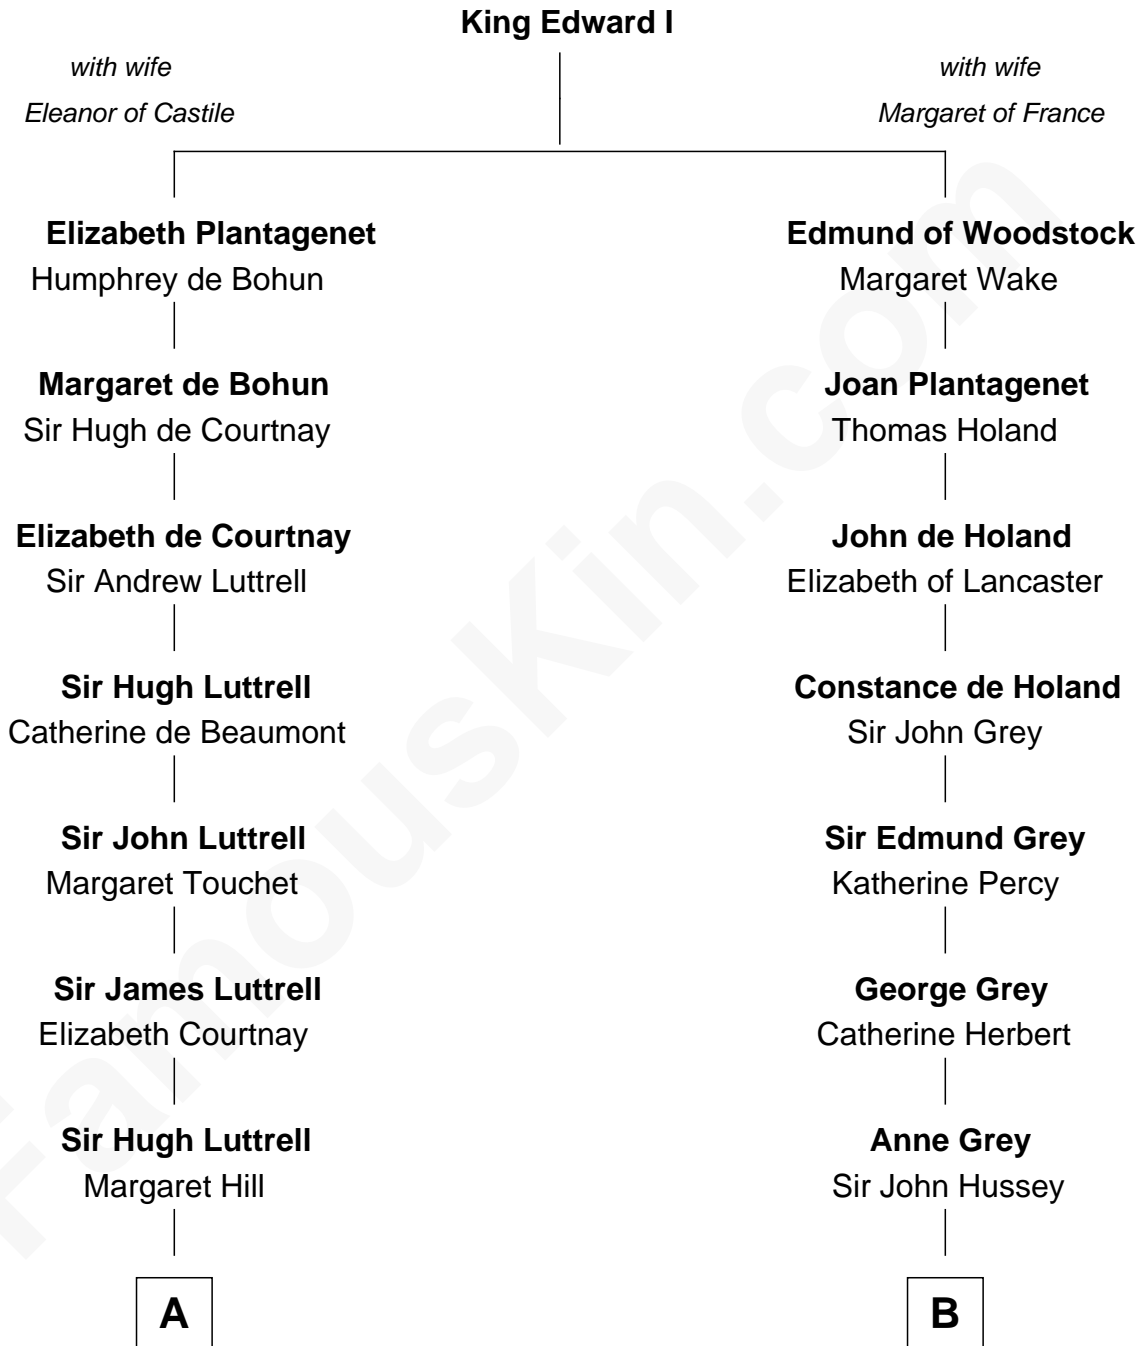 King Edward I
with wife
Eleanor of Castile
with wife
Margaret of France
Elizabeth Plantagenet
Humphrey de Bohun
Edmund of Woodstock
Margaret Wake
Margaret de Bohun
Sir Hugh de Courtnay
Joan Plantagenet
Thomas Holand
Elizabeth de Courtnay
Sir Andrew Luttrell
John de Holand
Elizabeth of Lancaster
Sir Hugh Luttrell
Catherine de Beaumont
Constance de Holand
Sir John Grey
Sir John Luttrell
Margaret Touchet
Sir Edmund Grey
Katherine Percy
Sir James Luttrell
Elizabeth Courtnay
George Grey
Catherine Herbert
Sir Hugh Luttrell
Margaret Hill
Anne Grey
Sir John Hussey
A
B
FamousKin.com